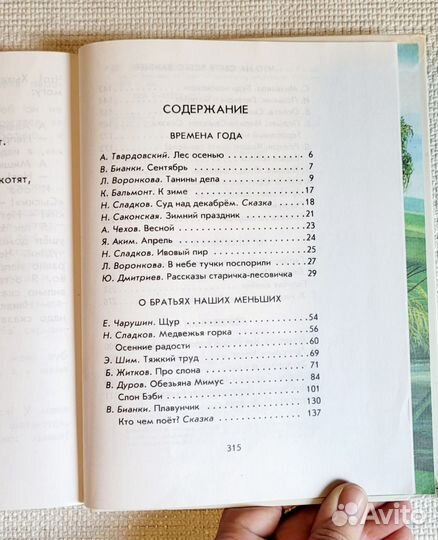 т.
котят,
СОДЕРЖАНИЕ
ВРЕМЕНА ГОДА
А. Твардовский. Лес осенью . . . . . . . . . . . 6
В. Бианки. Сентябрь . . . . . . . . . . . . . . . 7
Л. Воронкова. Танины дела . . . . . . . . . . . 9
К. Бальмонт. К зиме . . . . . . . . . . . . . . . 17
Н. Сладков. Суд над декабрём. Сказка . . . . . 18
Н. Саконская. Зимний праздник . . . . . . . . . 21
А. Чехов. Весной . . . . . . . . . . . . . . . . . 23
Я. Аким. Апрель . . . . . . . . . . . . . . . . . 24
Н. Сладков. Ивовый пир . . . . . . . . . . . . . 25
Л. Воронкова. В небе тучки поспорили . . . . . 27
Ю. Дмитриев. Рассказы старичка-песовичка 29
О БРАТЬЯХ НАШИХ МЕНЬШИХ
Е. Чарушин. Щур . . . . . . . . . . . . . . . . . 54
Н. Сладков. Медвежья горка . . . . . . . . . . . 56
Осенние радости . . . . . . . . . . . . . 60
Э. Шим. Тяжкий труд . . . . . . . . . . . . . . . 69
Б. Житков. Про слона . . . . . . . . . . . . . . 71
В. Дуров. Обезьяна Мимус . . . . . . . . . . . . 84
Слон Бэби . . . . . . . . . . . . . . . . 101
В. Бианки. Плавунчик . . . . . . . . . . . . . . 130
Кто чем поёт? Сказка . . . . . . . . . . . 137
315
Avito